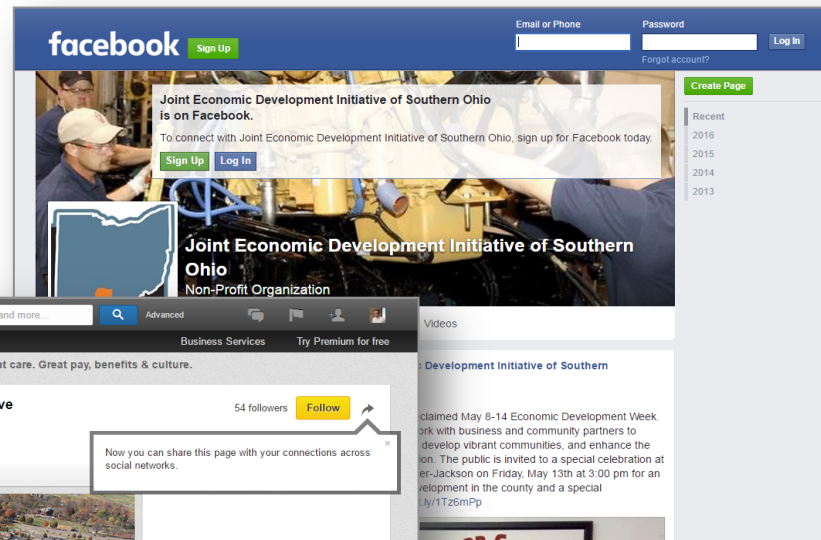 Email or Phone
Password
facebook
Sign Up
Log In
Forgot account?
Create Page
Recent
2016
2015
2014
2013
Joint Economic Development Initiative of Southern Ohio
is on Facebook.
To connect with Joint Economic Development Initiative of Southern Ohio, sign up for Facebook today.
Sign Up
Log In
Joint Economic Development Initiative of Southern
Ohio
Non-Profit Organization
Videos
Development Initiative of Southern
claimed May 8-14 Economic Development Week.
ork with business and community partners to
develop vibrant communities, and enhance the
ion. The public is invited to a special celebration at
er-Jackson on Friday, May 13th at 3:00 pm for an
velopment in the county and a special
.ly/1Tz6mPp
and more...
Advanced
Business Services
Try Premium for free
nt care. Great pay, benefits & culture.
ve
54 followers
Follow
×
Now you can share this page with your connections across
social networks.